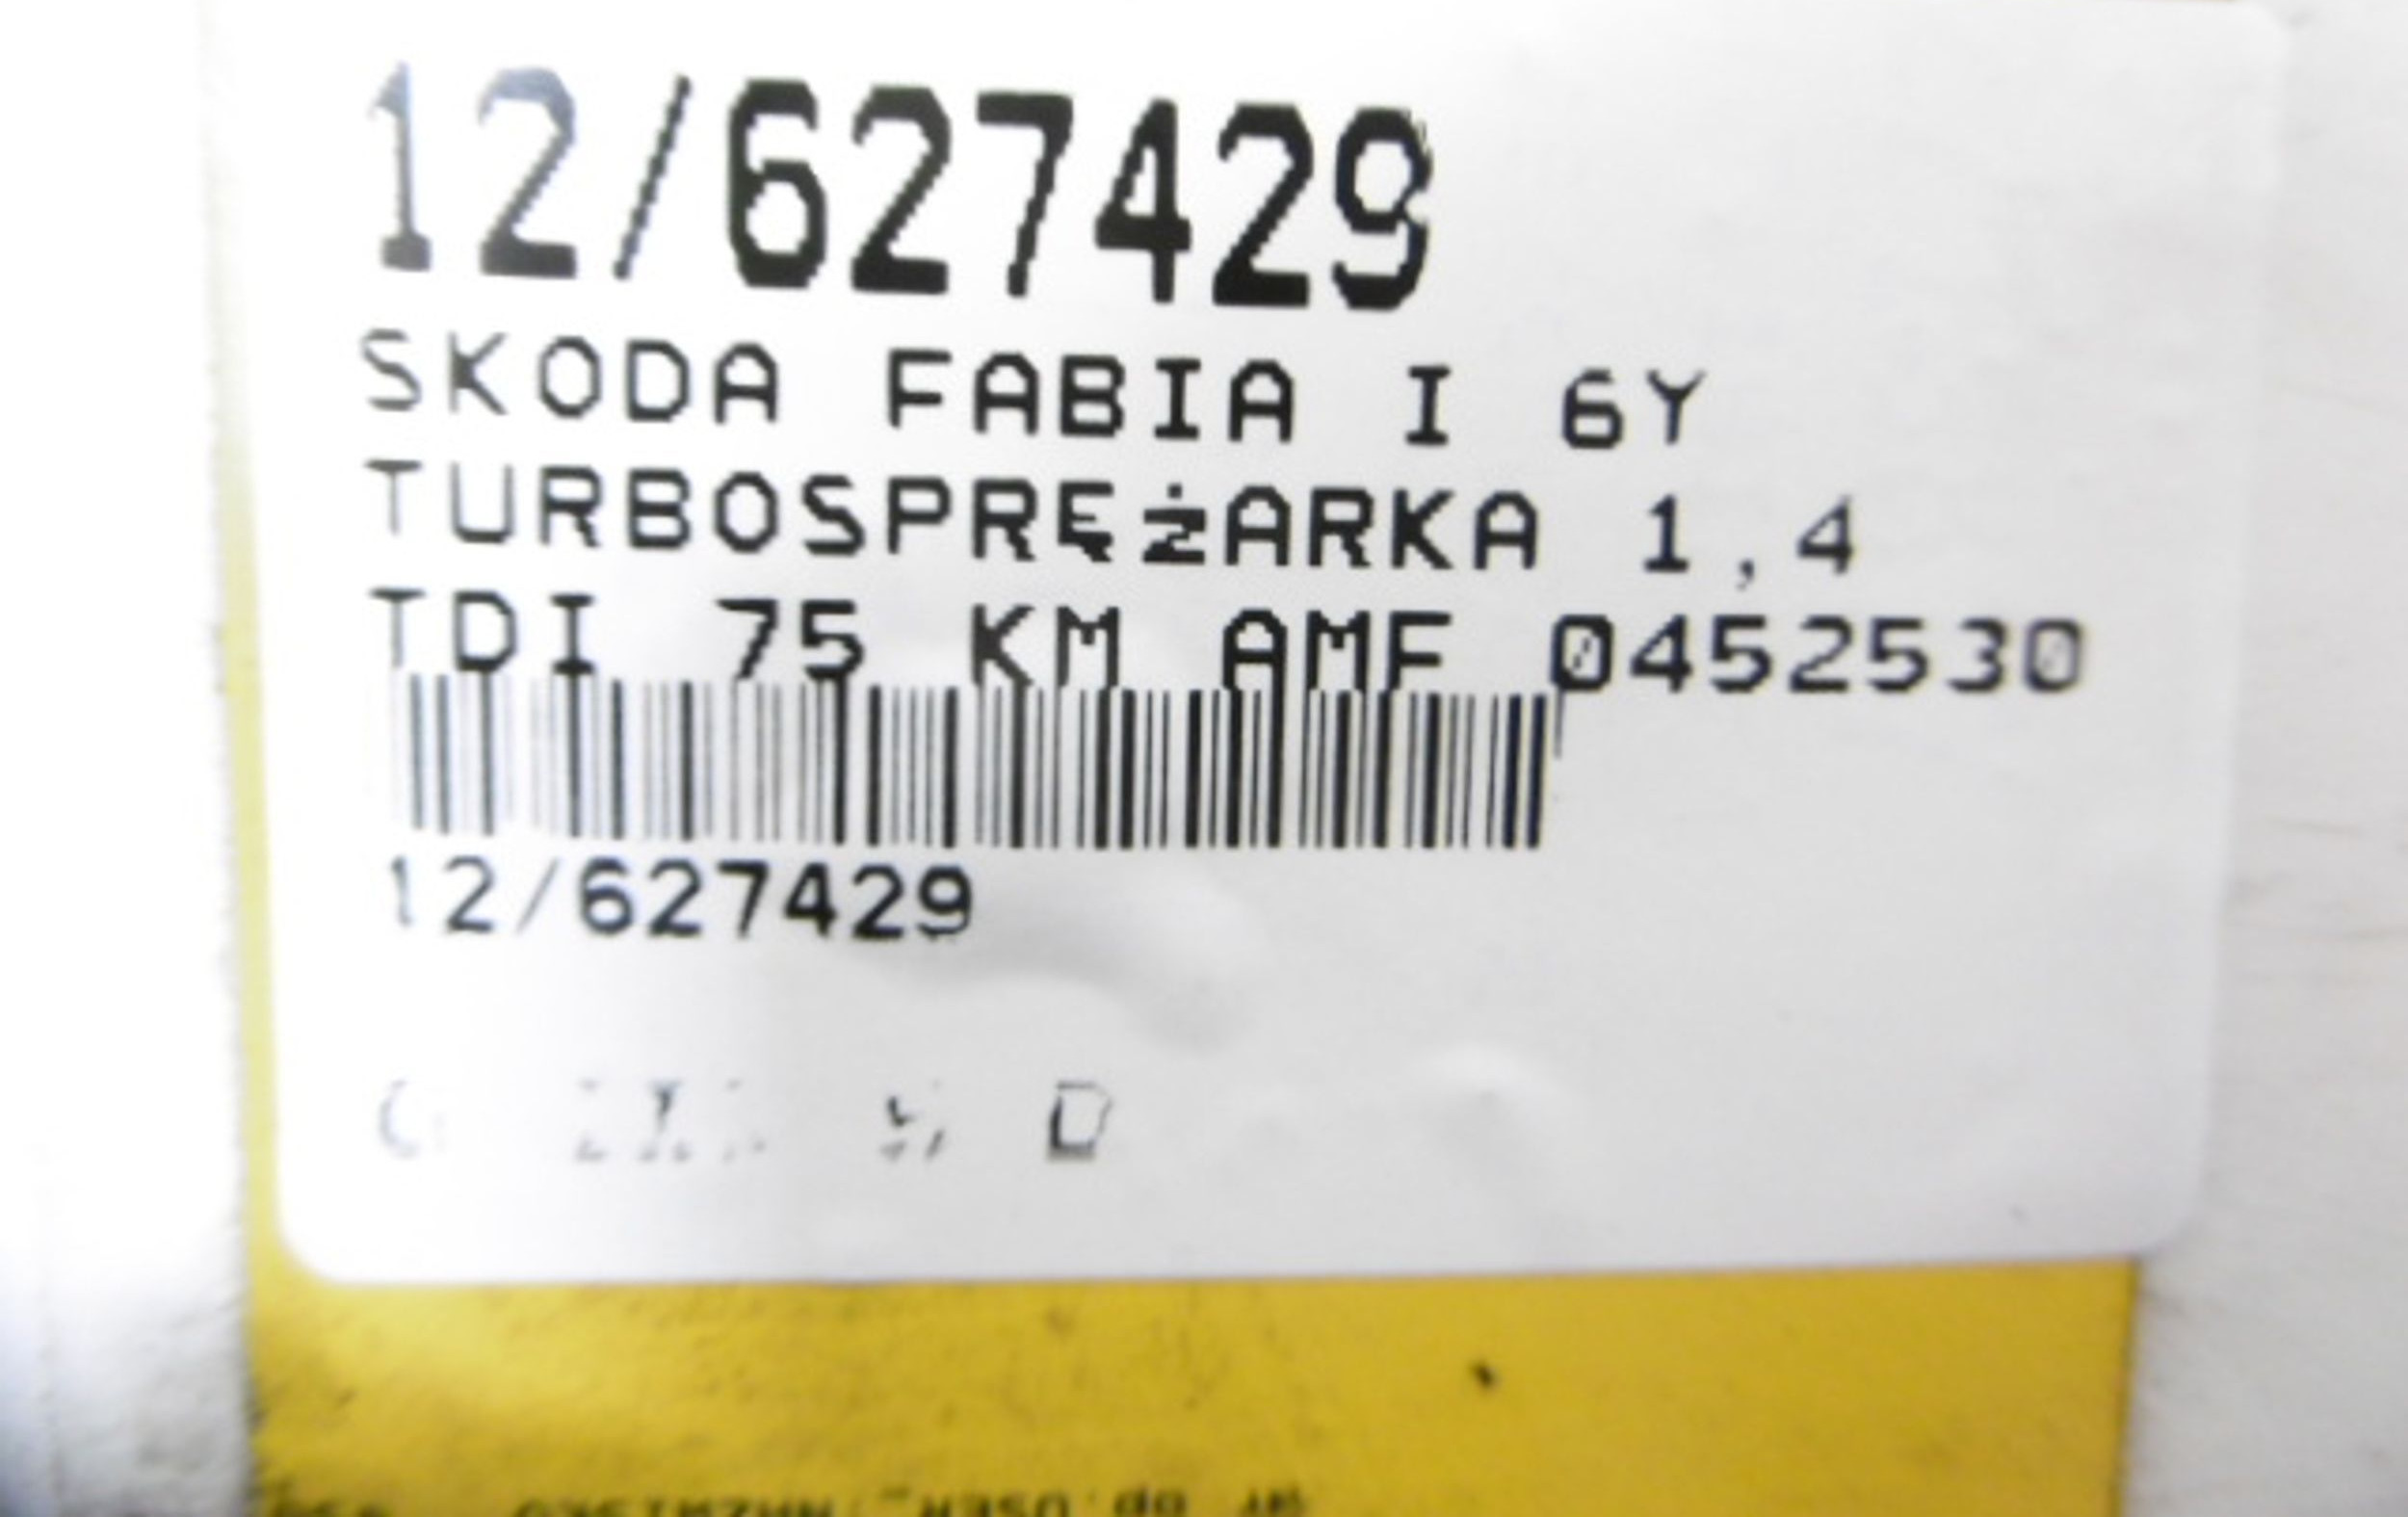 12/627429
SKODA FABIA I 6Y
TURBOSPRĘŻARKA 1,4
TDI 75 KM AMF 0452530
12/627429